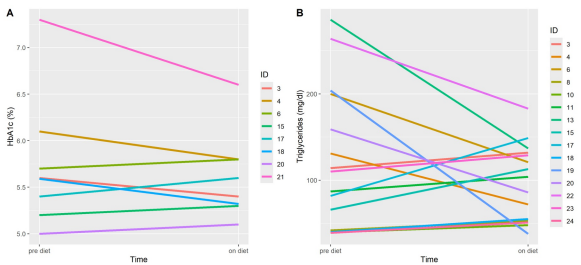 A
HbA1c (%)
7.0
6.5
6.0
5.5
5.0
pre diet
on diet
Time
ID
3
4
6
15
17
18
20
21
B
Triglycerides (mg/dl)
200
100
pre diet
on diet
Time
ID
3
4
6
8
10
11
13
15
17
18
19
20
22
23
24